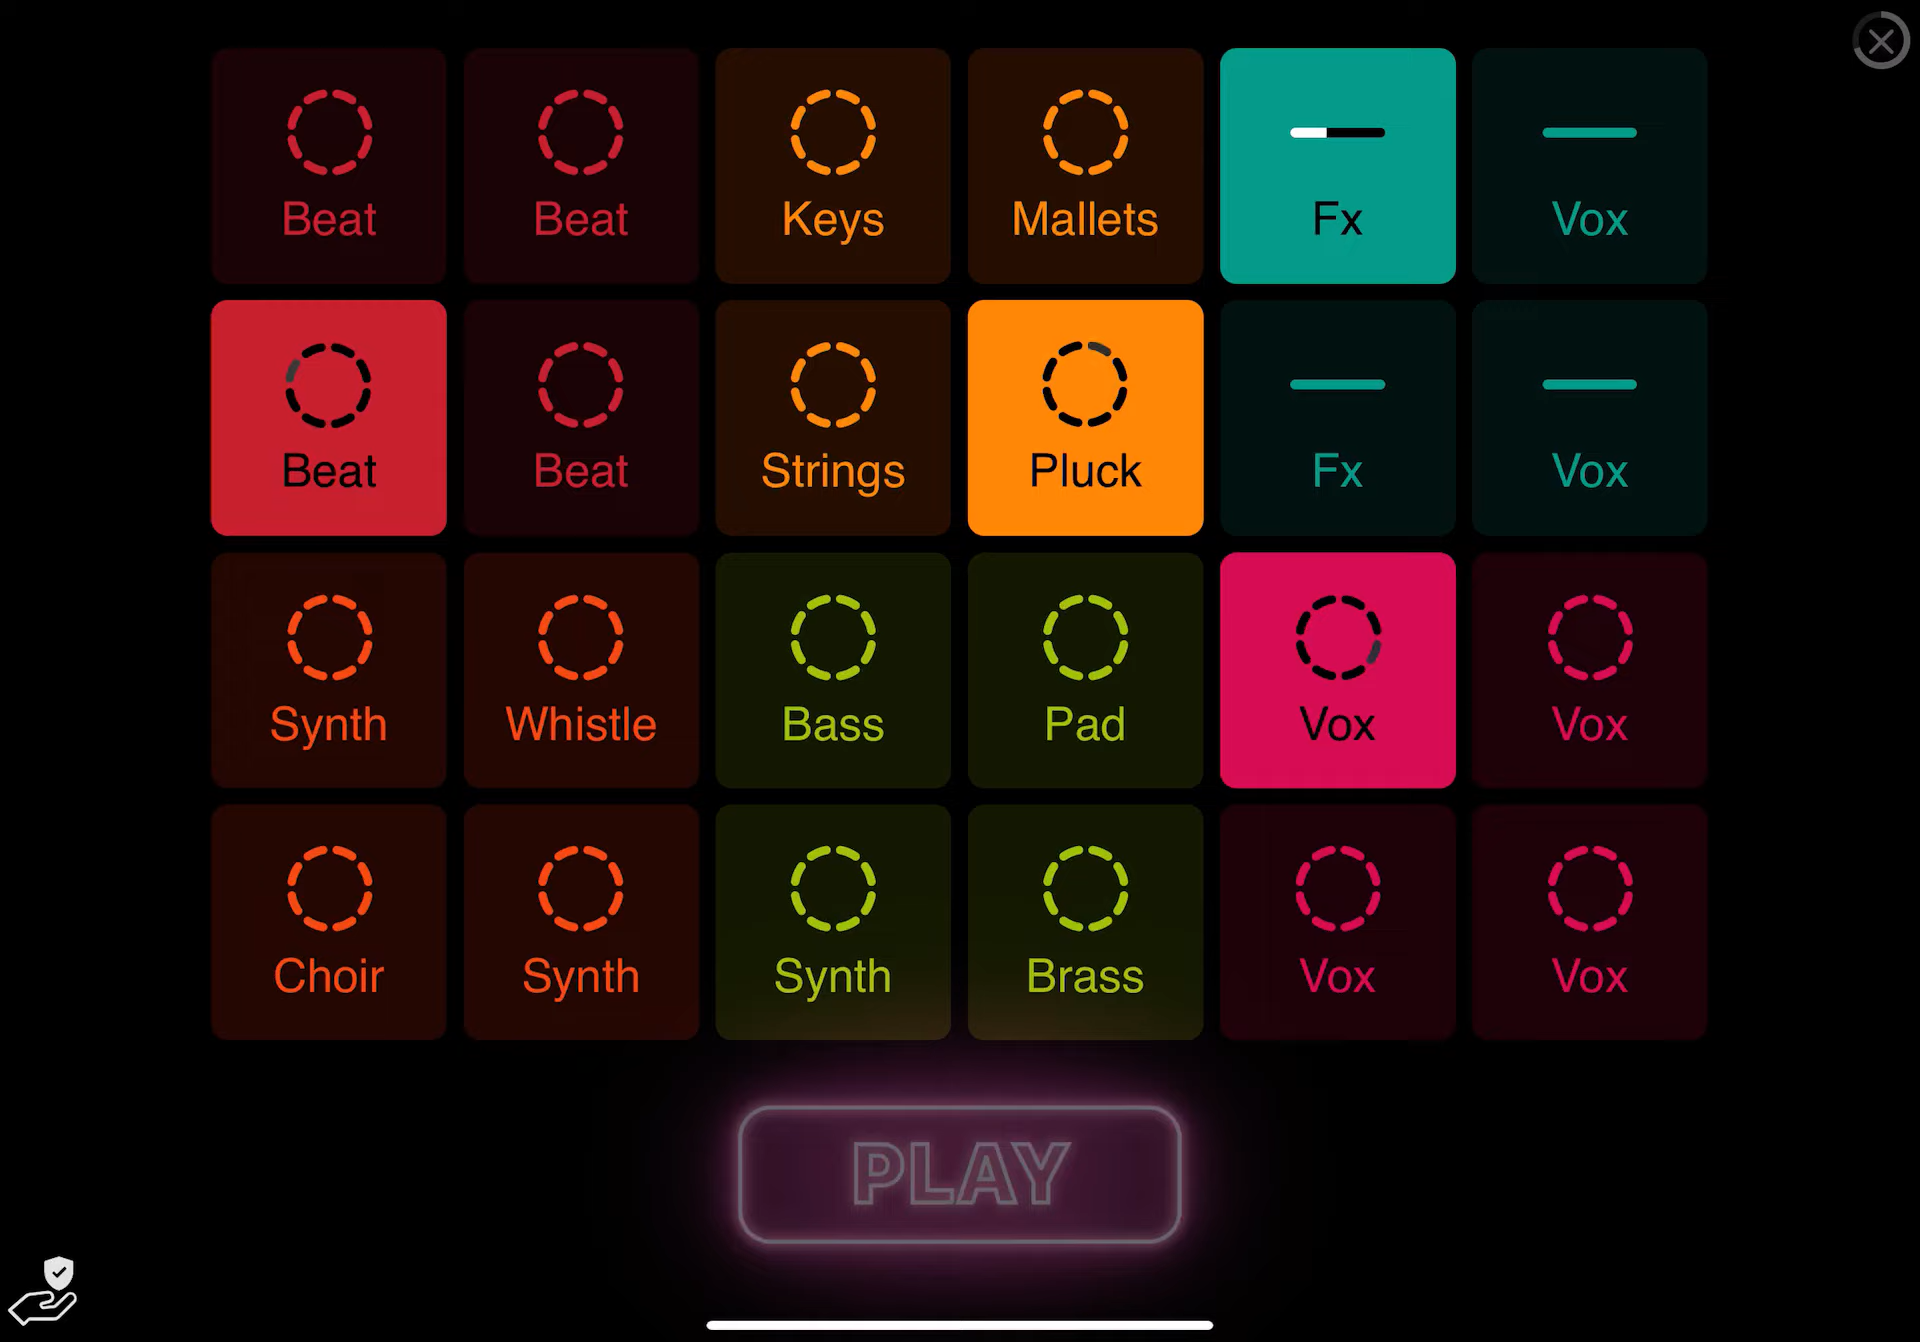 Beat
Beat
Keys
Mallets
Fx
Vox
Beat
Beat
Strings
Pluck
Fx
Vox
Synth
Whistle
Bass
Pad
Vox
Vox
Choir
Synth
Synth
Brass
Vox
Vox
PLAY